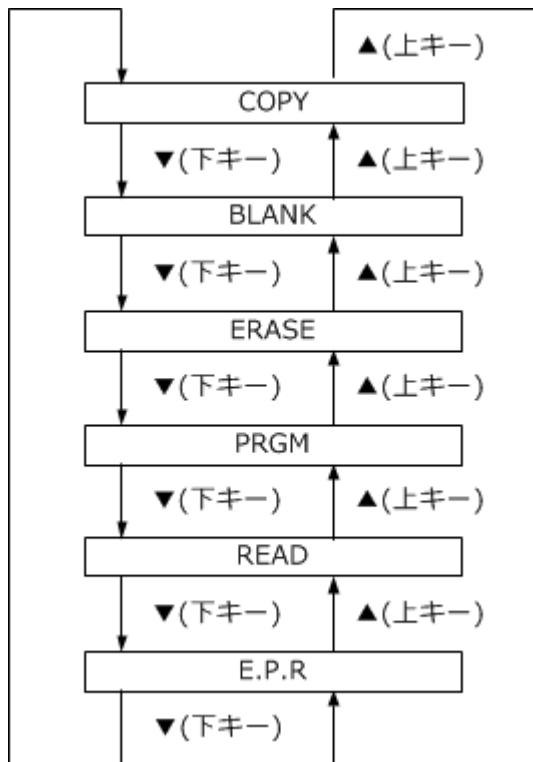 ▲(上キー)
COPY
▼(下キー) ▲(上キー)
BLANK
▼(下キー) ▲(上キー)
ERASE
▼(下キー) ▲(上キー)
PRGM
▼(下キー) ▲(上キー)
READ
▼(下キー) ▲(上キー)
E.P.R
▼(下キー)